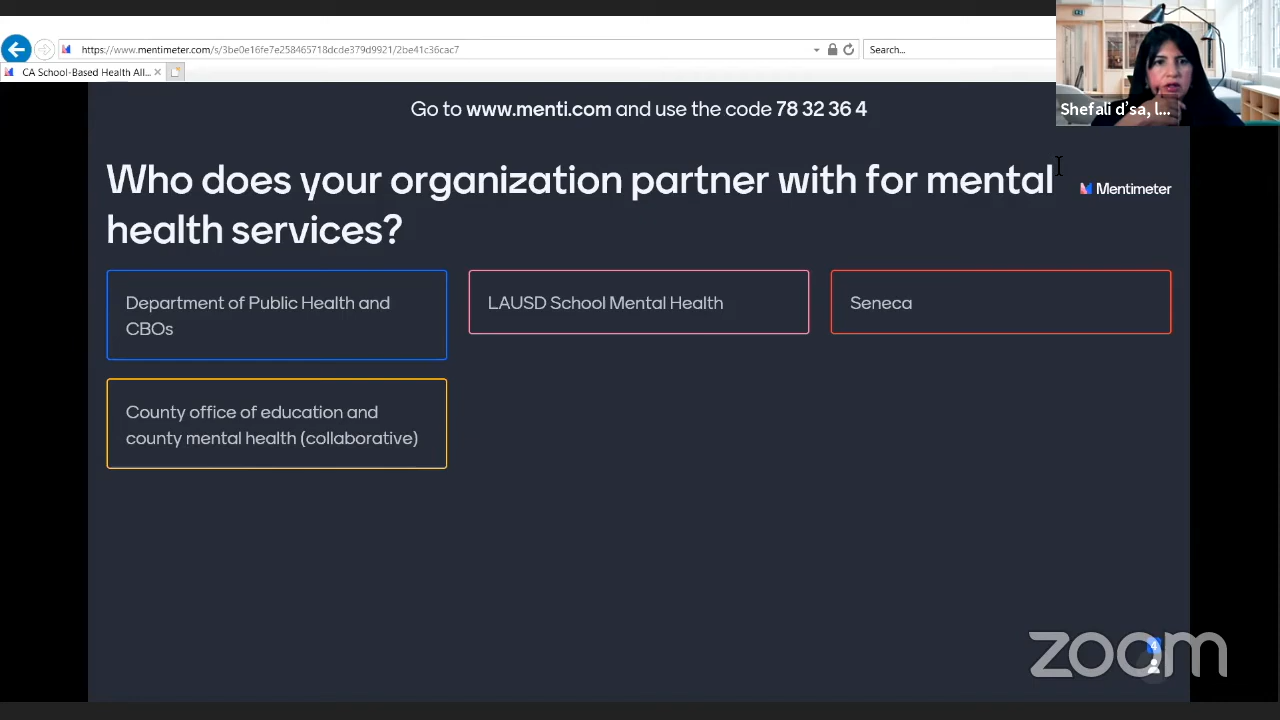 https://www.mentimeter.com/s/3be0e16fe7e258465718dcde379d9921/2be41c36cac7
Search...
CA School-Based Health All...
Shefali d'sa, l...
Go to www.menti.com and use the code 78 32 36 4
Who does your organization partner with for mental
health services?
Mentimeter
Department of Public Health and
CBOs
LAUSD School Mental Health
Seneca
County office of education and
county mental health (collaborative)
4
zoom